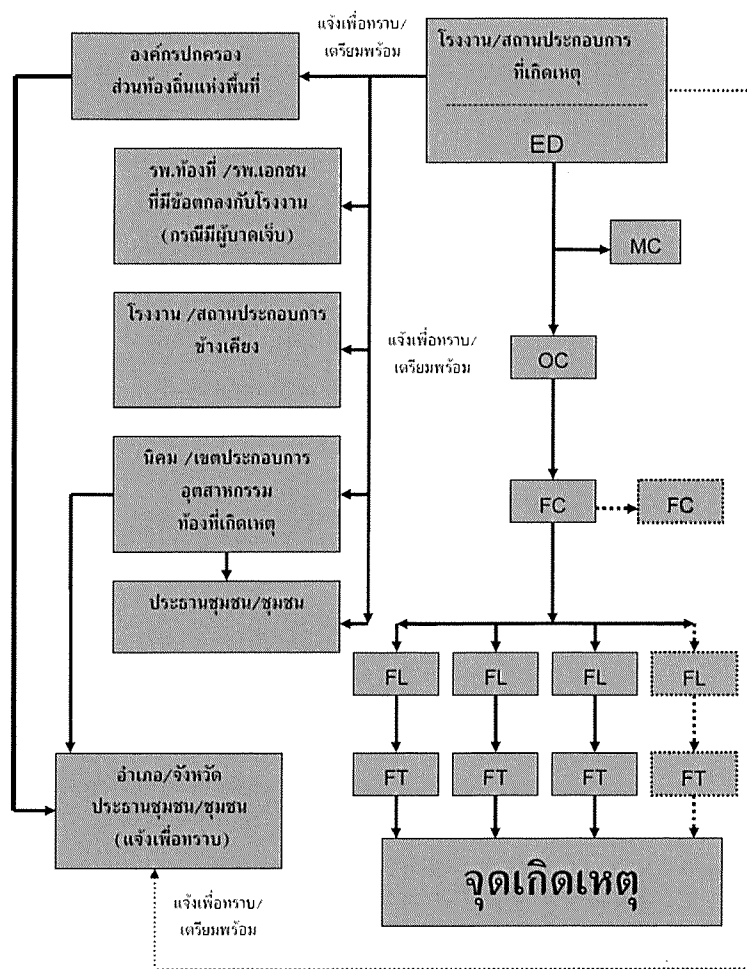 แจ้งเพื่อทราบ/
เตรียมพร้อม
องค์กรปกครอง
ส่วนท้องถิ่นแห่งพื้นที่
โรงงาน/สถานประกอบการ
ที่เกิดเหตุ
ED
รพ.ท้องที่ /รพ.เอกชน
ที่มีข้อตกลงกับโรงงาน
(กรณีมีผู้บาดเจ็บ)
MC
โรงงาน /สถานประกอบการ
ข้างเคียง
แจ้งเพื่อทราบ/
เตรียมพร้อม
OC
นิคม /เขตประกอบการ
อุตสาหกรรม
ท้องที่เกิดเหตุ
FC
FC
ประธานชุมชน/ชุมชน
FL
FL
FL
FL
FT
FT
FT
FT
อำเภอ/จังหวัด
ประธานชุมชน/ชุมชน
(แจ้งเพื่อทราบ)
จุดเกิดเหตุ
แจ้งเพื่อทราบ/
เตรียมพร้อม